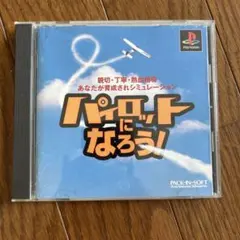 PlayStation
親切・丁寧・熱血指導
あなたが育成されシミュレーション
パイロット
になろう!
PACK-IN-SOFT